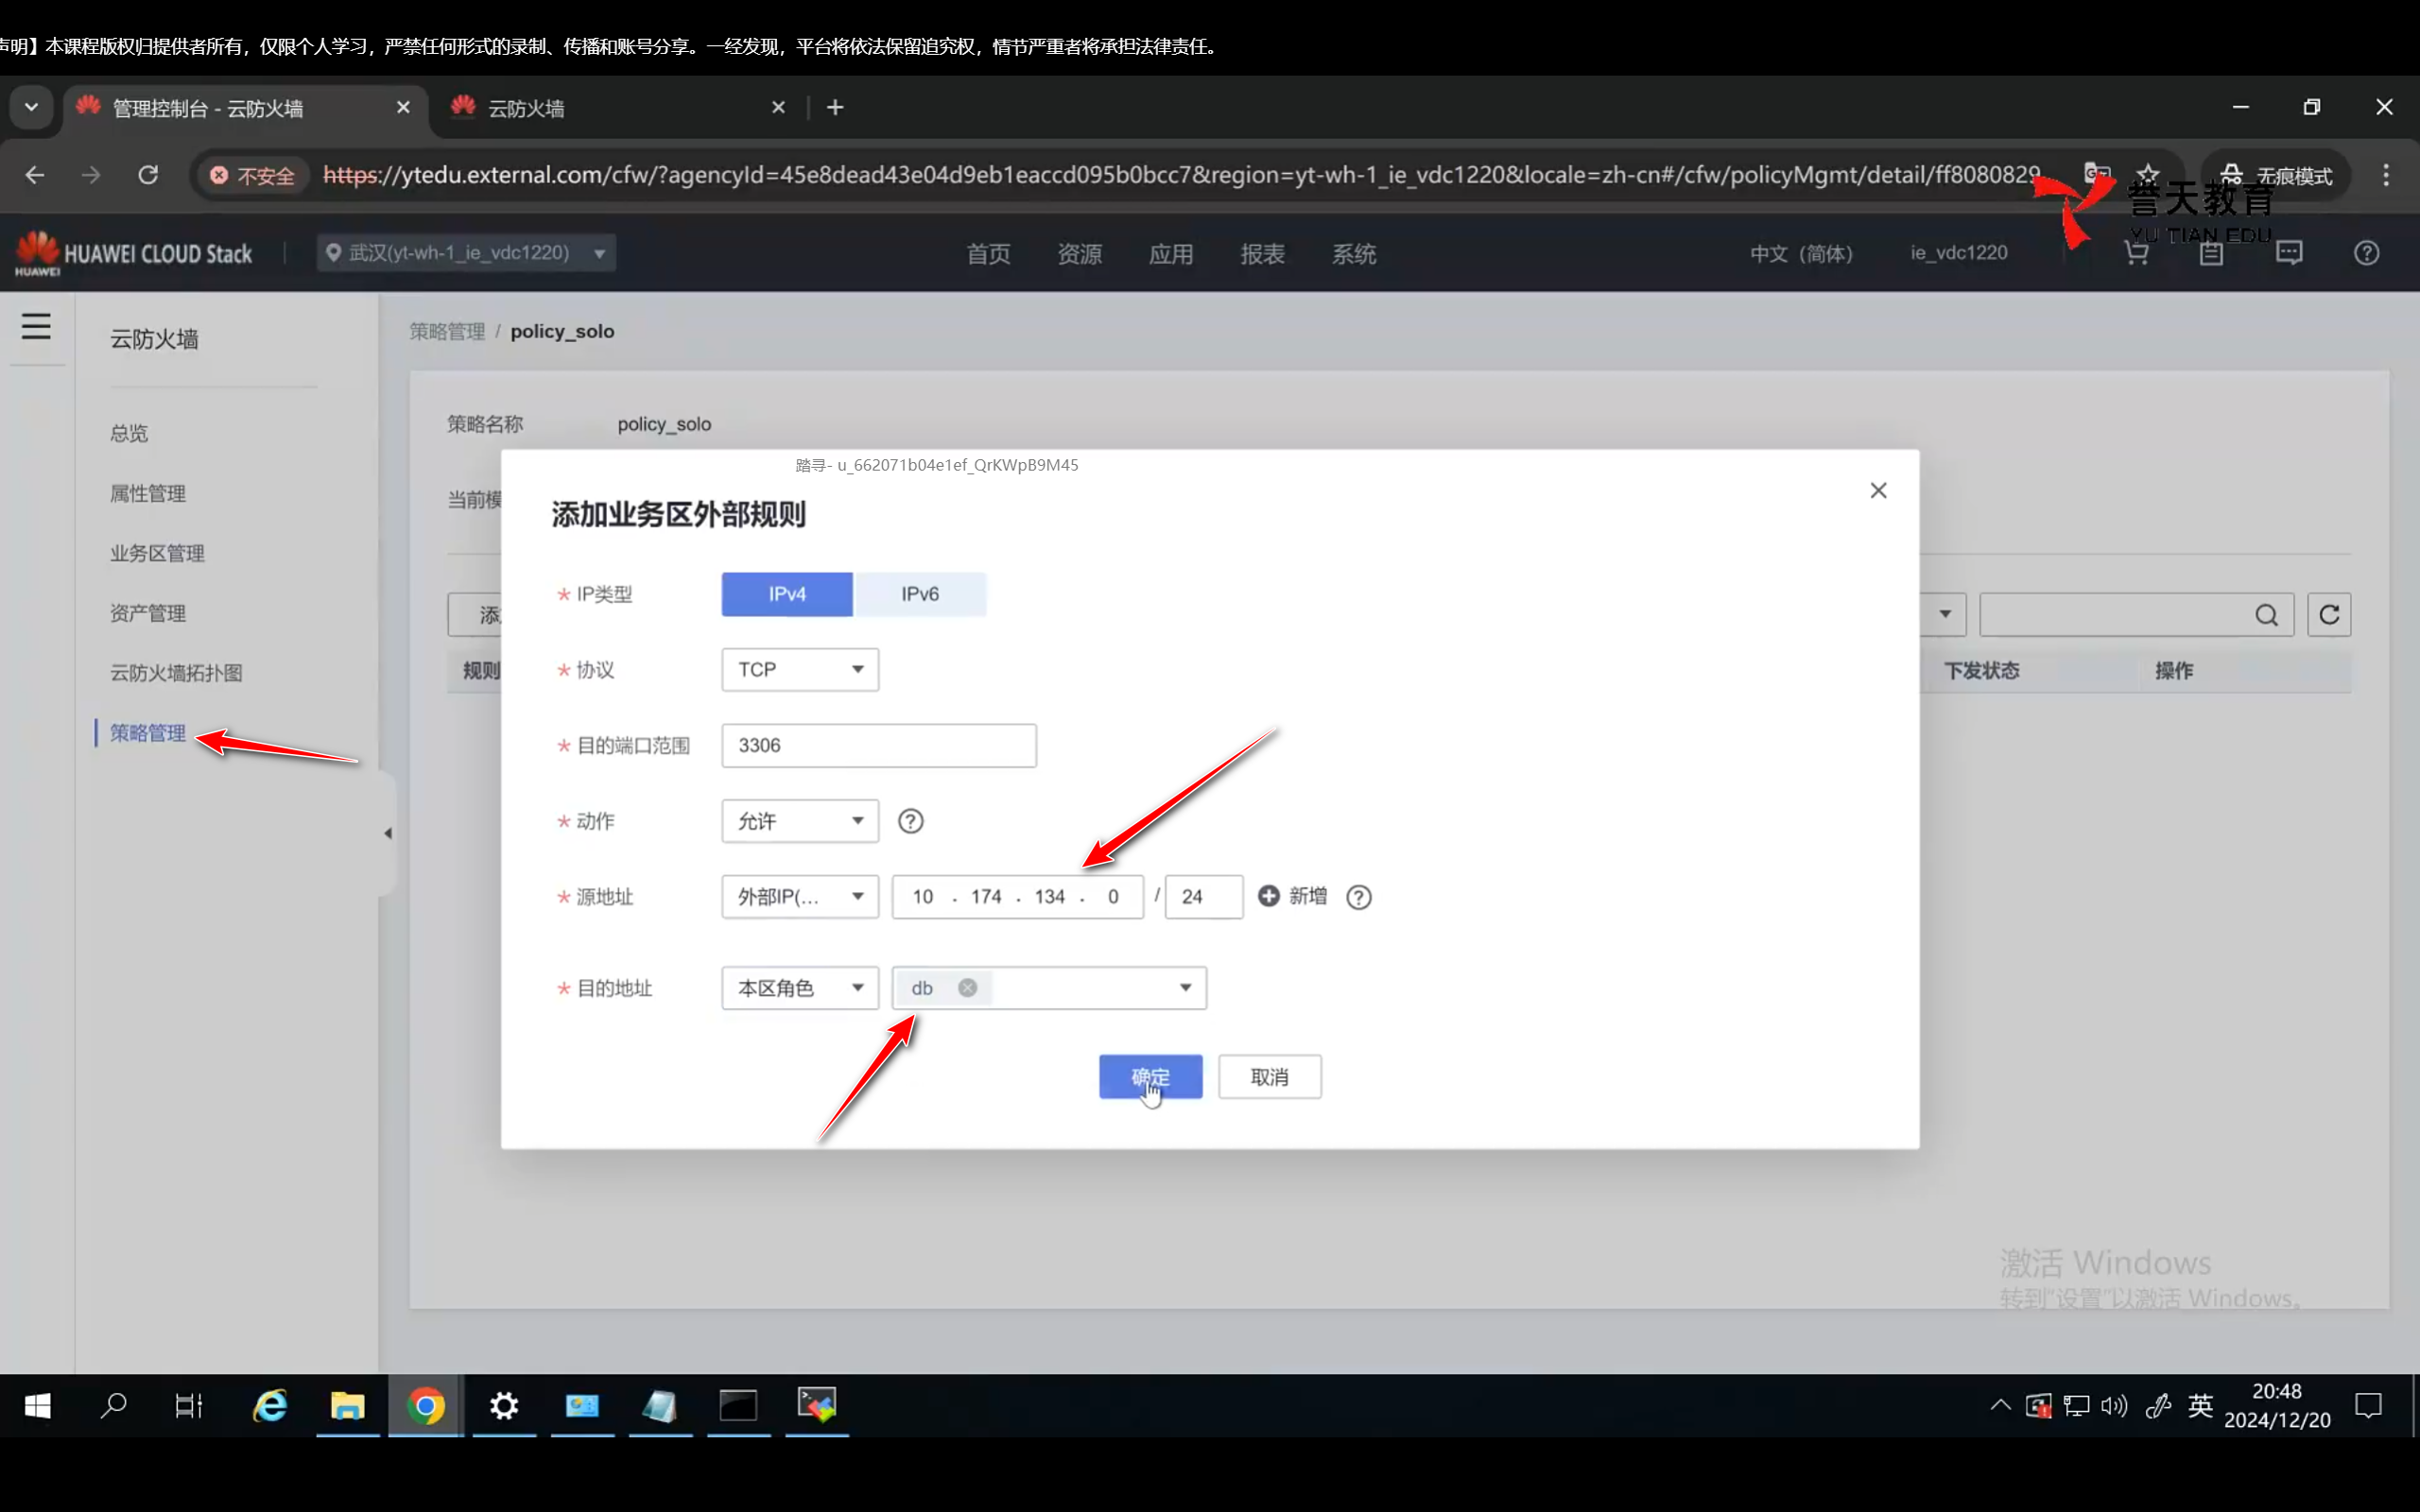 声明】本课程版权归提供者所有，仅限个人学习，严禁任何形式的录制、传播和账号分享。一经发现，平台将依法保留追究权，情节严重者将承担法律责任。
管理控制台 - 云防火墙
云防火墙
不安全
https://ytedu.external.com/cfw/?agencyId=45e8dead43e04d9eb1eaccd095b0bcc7&region=yt-wh-1_ie_vdc1220&locale=zh-cn#/cfw/policyMgmt/detail/ff8080829
无痕模式
誉天教育
YU TIAN EDU
HUAWEI
HUAWEI CLOUD Stack
武汉(yt-wh-1_ie_vdc1220)
首页 资源 应用 报表 系统
中文（简体） ie_vdc1220
云防火墙
总览
属性管理
业务区管理
资产管理
云防火墙拓扑图
策略管理
策略管理 / policy_solo
策略名称 policy_solo
当前模
添
规则
下发状态 操作
踏寻- u_662071b04e1ef_QrKWpB9M45
添加业务区外部规则
* IP类型 IPv4 IPv6
* 协议 TCP
* 目的端口范围 3306
* 动作 允许
* 源地址 外部IP(... 10 . 174 . 134 . 0 / 24 新增
* 目的地址 本区角色 db
确定 取消
激活 Windows
转到"设置"以激活 Windows。
英
20:48
2024/12/20